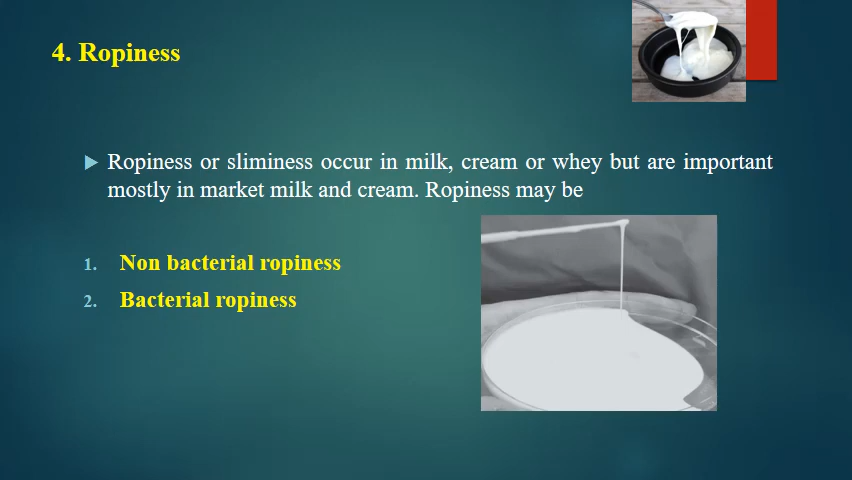 4. Ropiness
Ropiness or sliminess occur in milk, cream or whey but are important
mostly in market milk and cream. Ropiness may be
1. Non bacterial ropiness
2. Bacterial ropiness